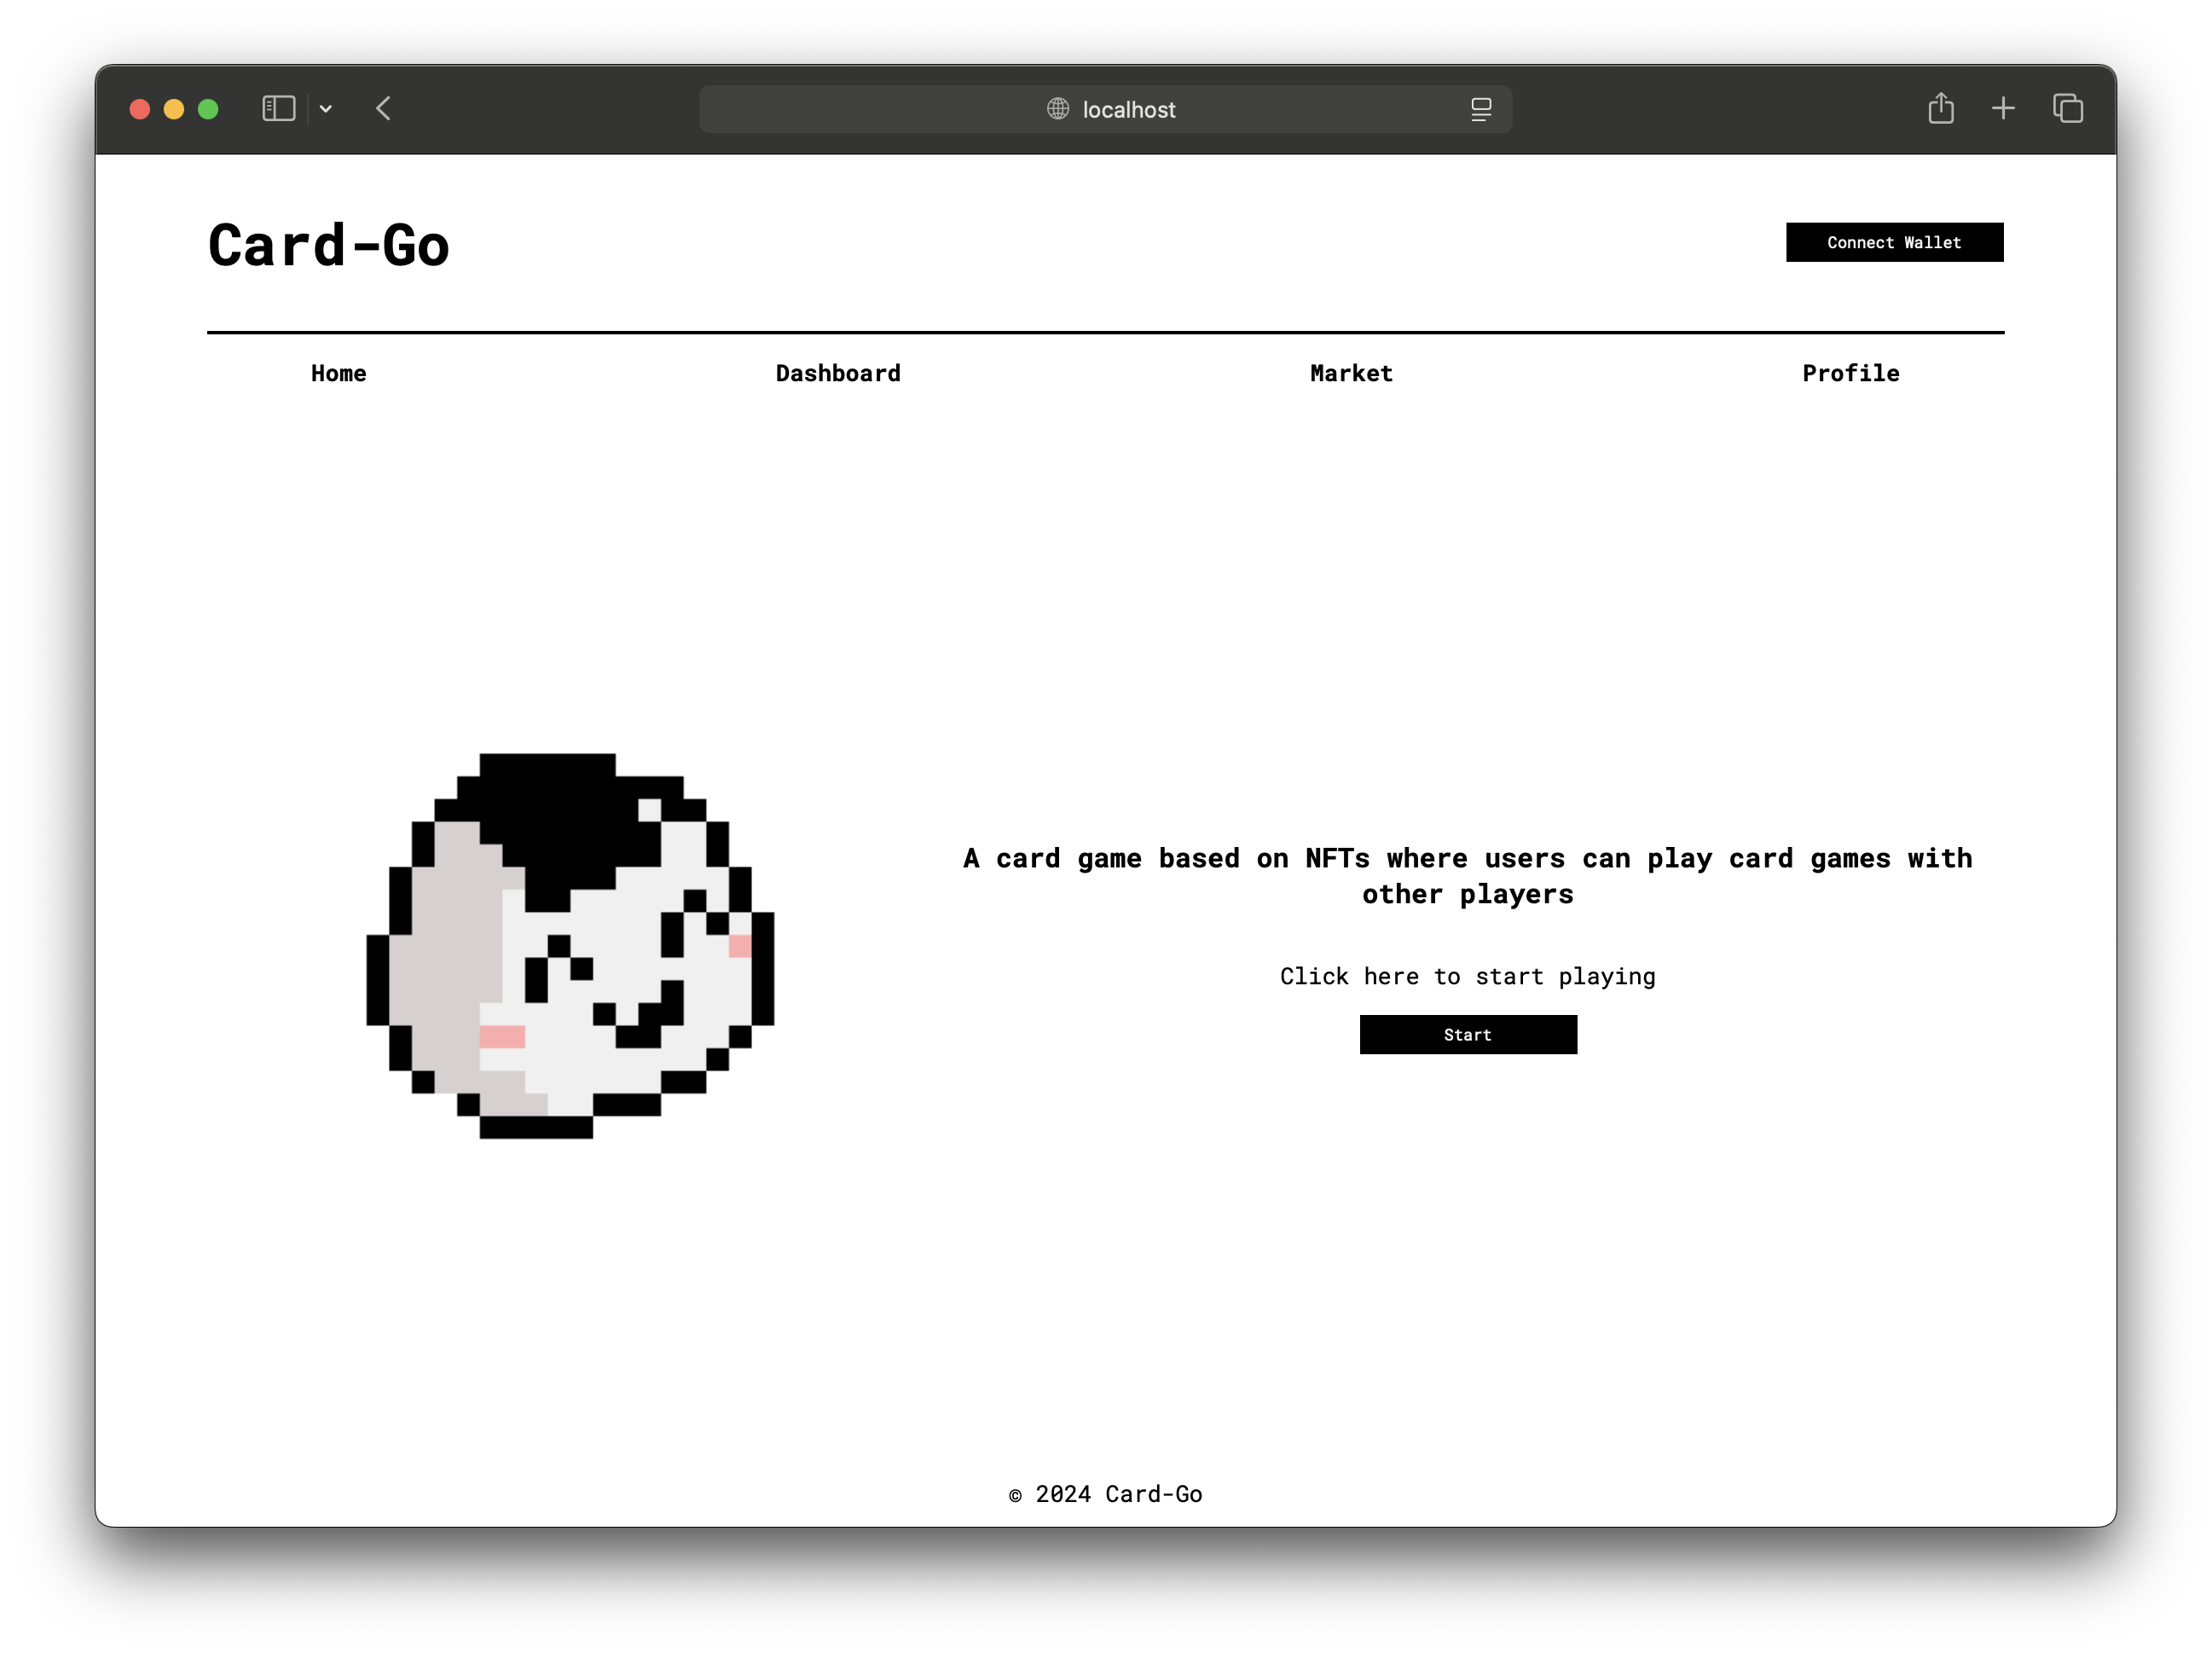 localhost
Card-Go
Connect Wallet
Home
Dashboard
Market
Profile
A card game based on NFTs where users can play card games with
other players
Click here to start playing
Start
© 2024 Card-Go